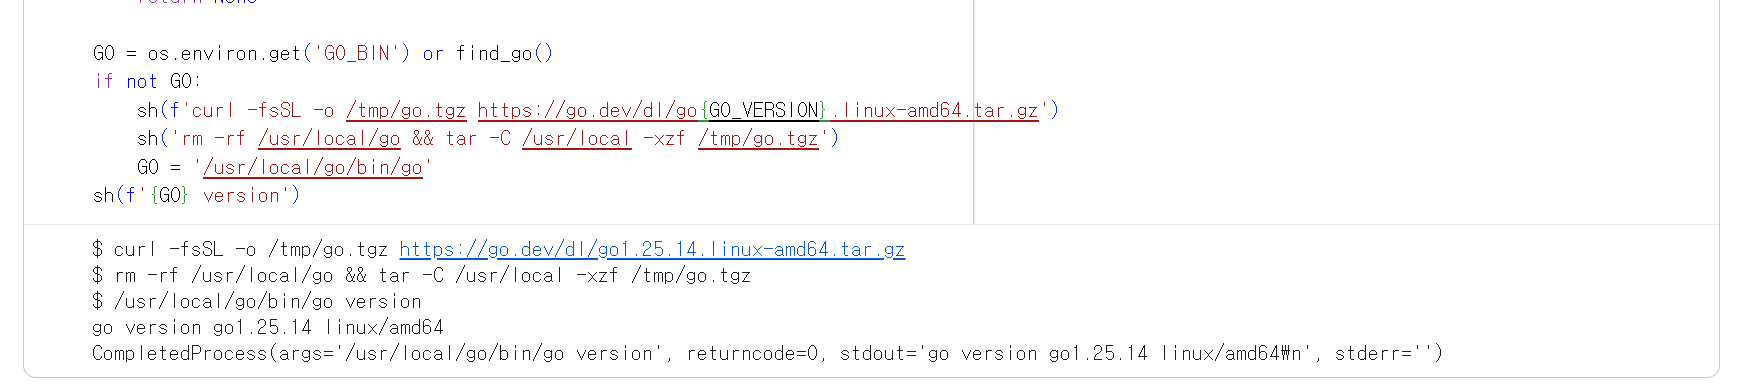 return None
GO = os.environ.get('GO_BIN') or find_go()
if not GO:
    sh(f'curl -fsSL -o /tmp/go.tgz https://go.dev/dl/go{GO_VERSION}.linux-amd64.tar.gz')
    sh('rm -rf /usr/local/go && tar -C /usr/local -xzf /tmp/go.tgz')
    GO = '/usr/local/go/bin/go'
sh(f'{GO} version')
$ curl -fsSL -o /tmp/go.tgz https://go.dev/dl/go1.25.14.linux-amd64.tar.gz
$ rm -rf /usr/local/go && tar -C /usr/local -xzf /tmp/go.tgz
$ /usr/local/go/bin/go version
go version go1.25.14 linux/amd64
CompletedProcess(args='/usr/local/go/bin/go version', returncode=0, stdout='go version go1.25.14 linux/amd64₩n', stderr='')